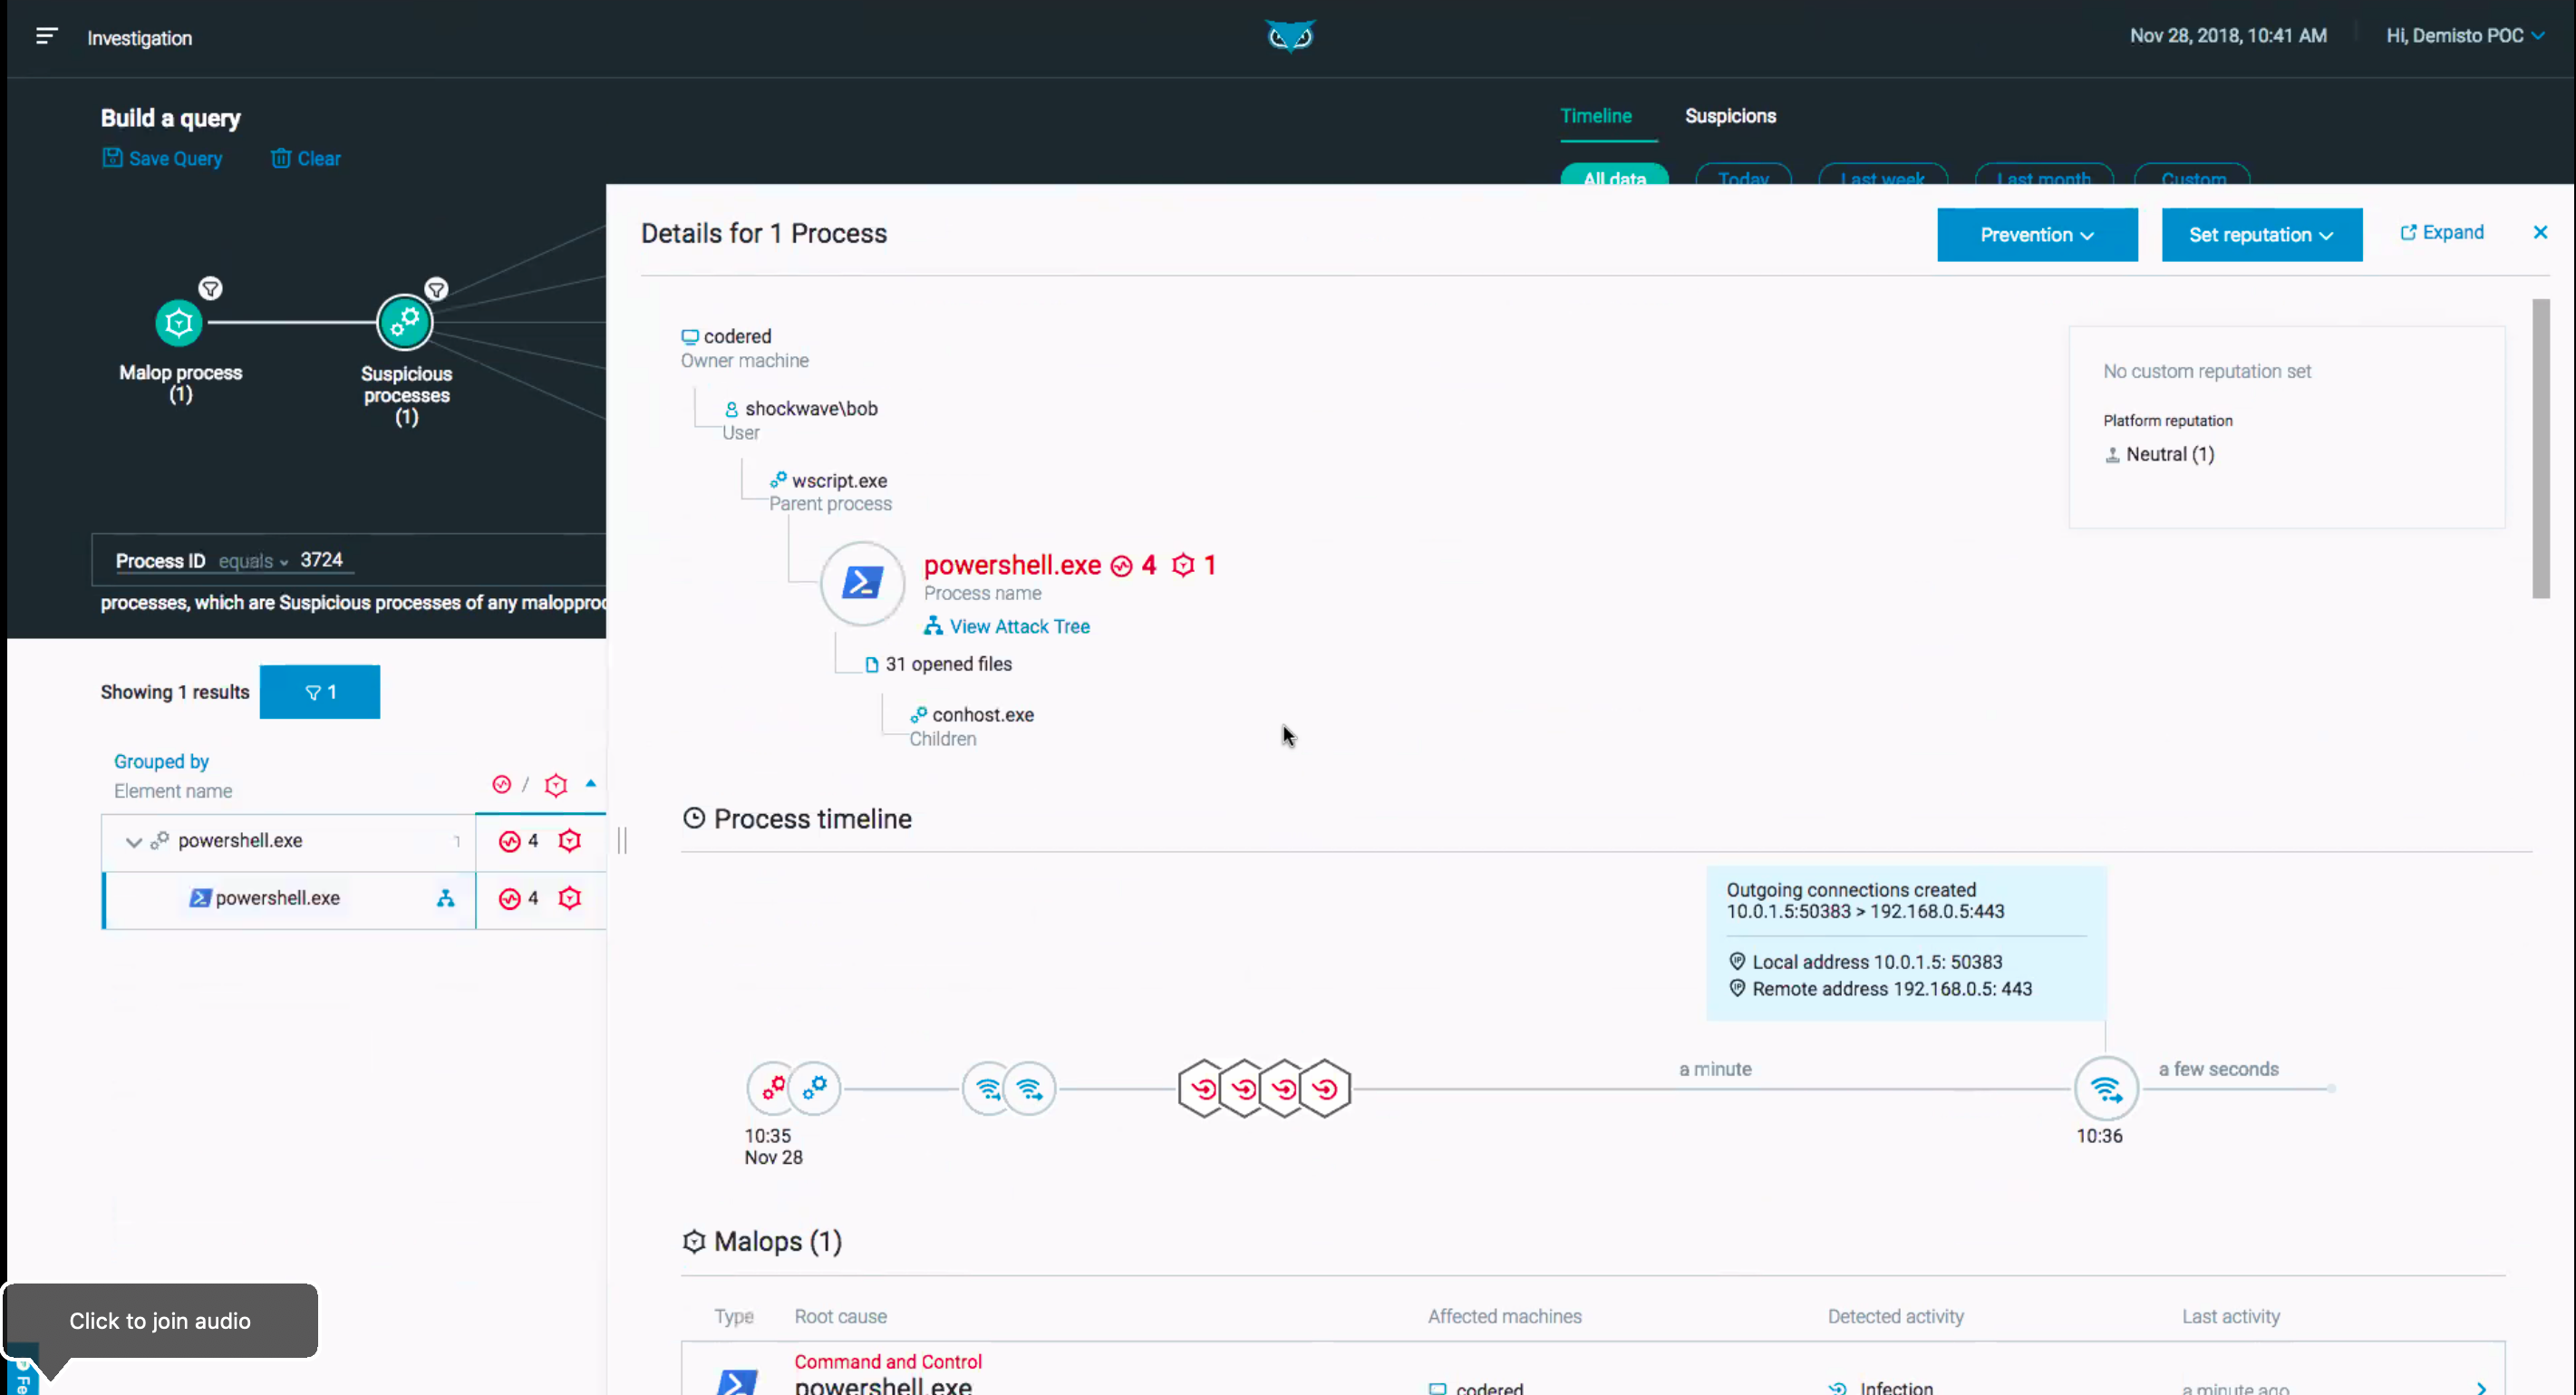 Investigation
Nov 28, 2018, 10:41 AM
Hi, Demisto POC
Build a query
Save Query
Clear
Timeline
Suspicions
All data
Today
Last week
Last month
Custom
Malop process
(1)
Suspicious
processes
(1)
Process ID equals 3724
processes, which are Suspicious processes of any malopproc
Showing 1 results
1
Grouped by
Element name
/
powershell.exe
1
4
powershell.exe
4
Details for 1 Process
Prevention
Set reputation
Expand
codered
Owner machine
shockwave\bob
User
wscript.exe
Parent process
powershell.exe 4 1
Process name
View Attack Tree
31 opened files
conhost.exe
Children
No custom reputation set
Platform reputation
Neutral (1)
Process timeline
Outgoing connections created
10.0.1.5:50383 > 192.168.0.5:443
Local address 10.0.1.5: 50383
Remote address 192.168.0.5: 443
a minute
a few seconds
10:35
Nov 28
10:36
Malops (1)
Type
Root cause
Affected machines
Detected activity
Last activity
Command and Control
powershell.exe
codered
Infection
a minute ago
Click to join audio
Fe